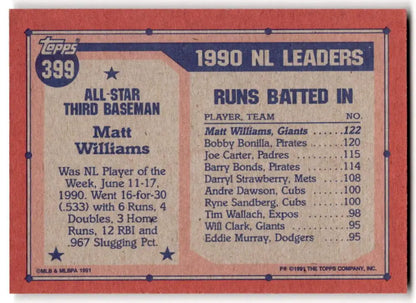 Topps
399
ALL-STAR
THIRD BASEMAN
Matt
Williams
Was NL Player of the
Week, June 11-17,
1990. Went 16-for-30
(.533) with 6 Runs, 4
Doubles, 3 Home
Runs, 12 RBI and
.967 Slugging Pct.
©MLB & MLBPA 1991
1990 NL LEADERS
RUNS BATTED IN
PLAYER, TEAM NO.
Matt Williams, Giants ......122
Bobby Bonilla, Pirates ....120
Joe Carter, Padres ........115
Barry Bonds, Pirates ......114
Darryl Strawberry, Mets ..108
Andre Dawson, Cubs ......100
Ryne Sandberg, Cubs .....100
Tim Wallach, Expos .........98
Will Clark, Giants ............95
Eddie Murray, Dodgers ....95
P# ©1991 THE TOPPS COMPANY, INC.